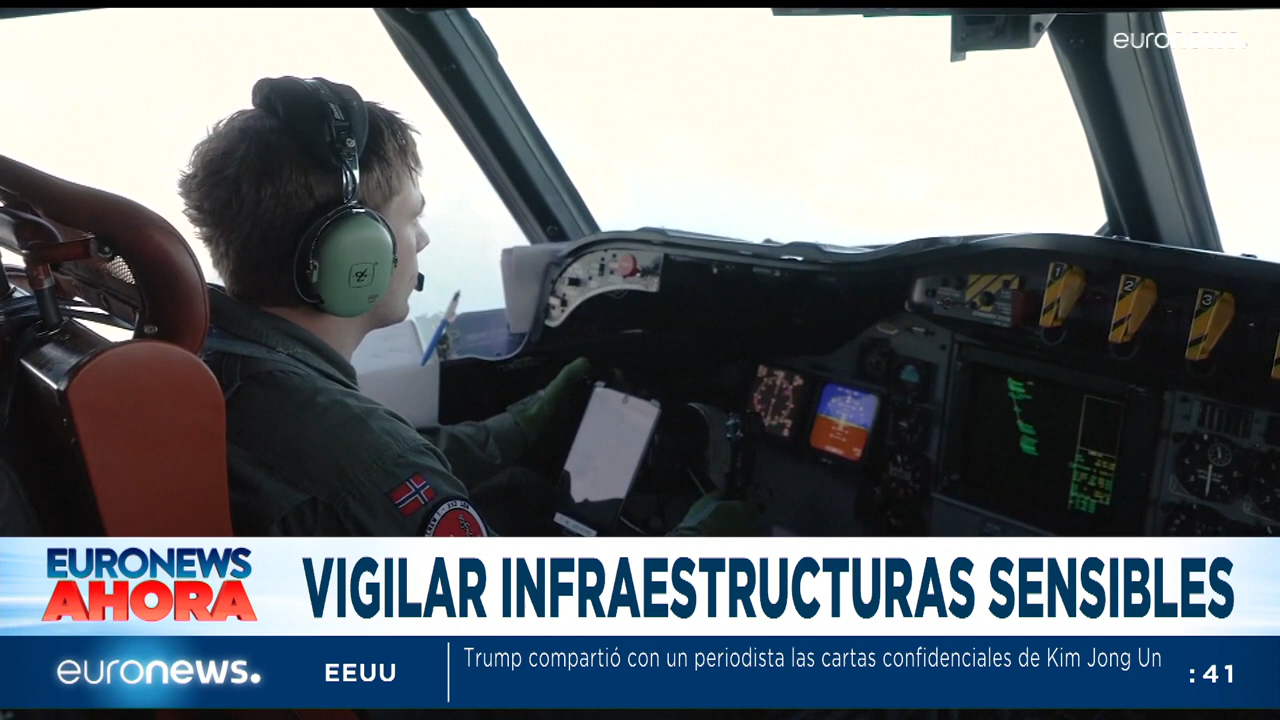 euronews.
1
2
3
EURONEWS
AHORA
VIGILAR INFRAESTRUCTURAS SENSIBLES
euronews.
EEUU
Trump compartió con un periodista las cartas confidenciales de Kim Jong Un
:41